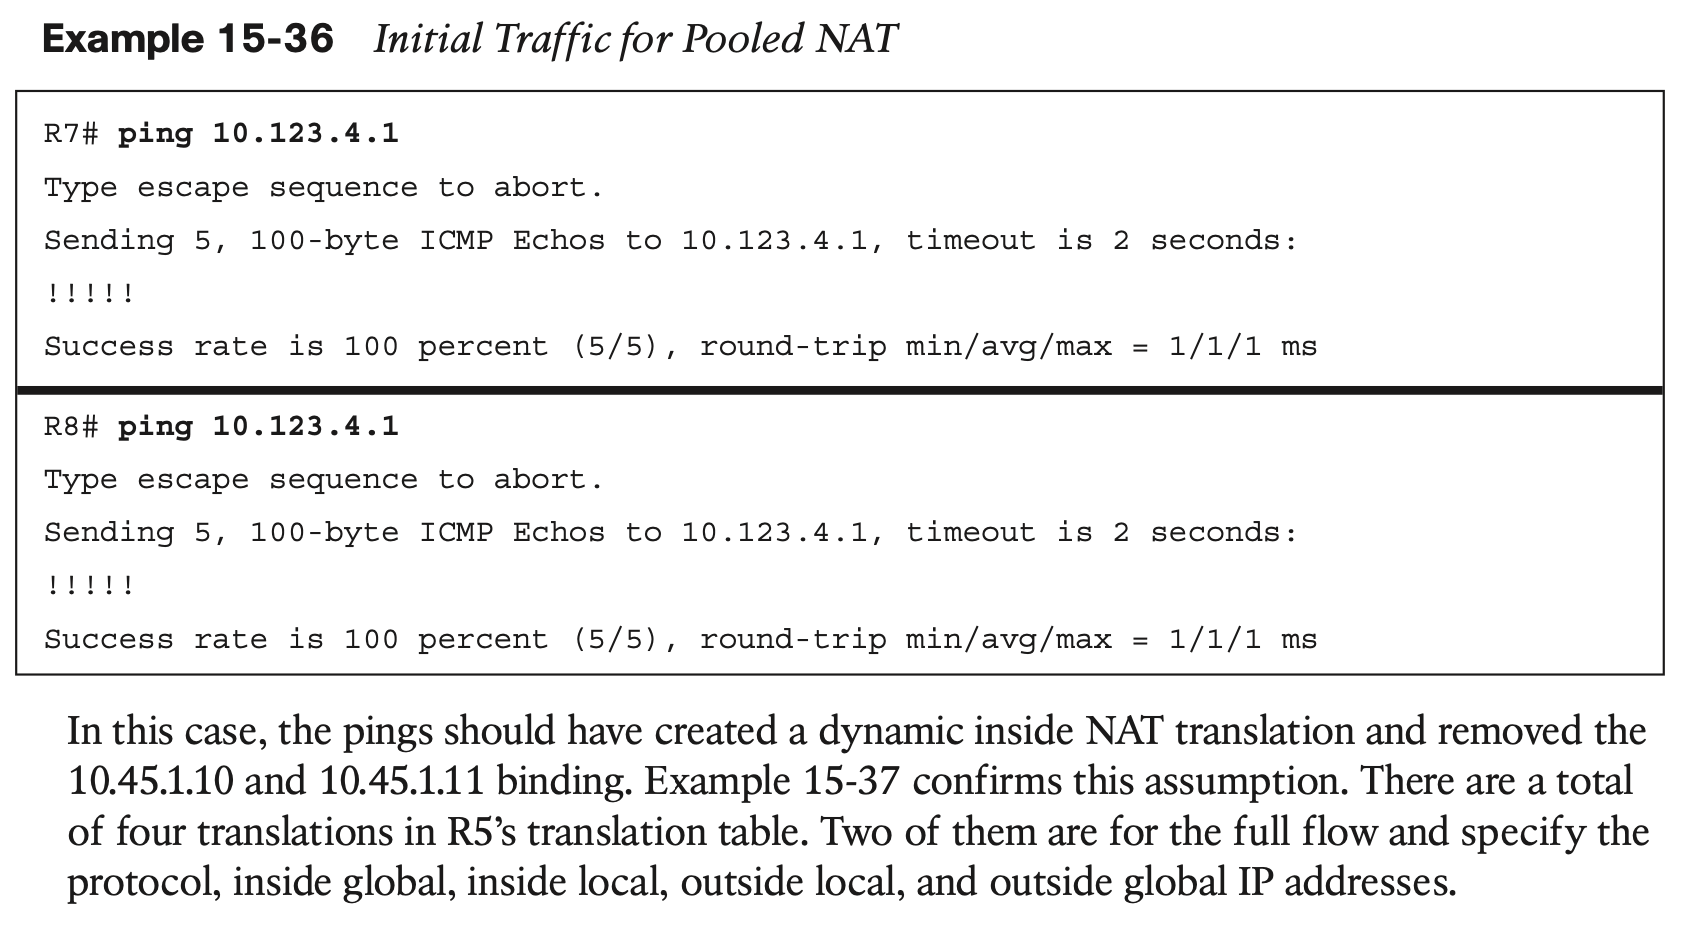 Example 15-36 Initial Traffic for Pooled NAT
R7# ping 10.123.4.1
Type escape sequence to abort.
Sending 5, 100-byte ICMP Echos to 10.123.4.1, timeout is 2 seconds:
!!!!!
Success rate is 100 percent (5/5), round-trip min/avg/max = 1/1/1 ms
R8# ping 10.123.4.1
Type escape sequence to abort.
Sending 5, 100-byte ICMP Echos to 10.123.4.1, timeout is 2 seconds:
!!!!!
Success rate is 100 percent (5/5), round-trip min/avg/max = 1/1/1 ms
In this case, the pings should have created a dynamic inside NAT translation and removed the
10.45.1.10 and 10.45.1.11 binding. Example 15-37 confirms this assumption. There are a total
of four translations in R5’s translation table. Two of them are for the full flow and specify the
protocol, inside global, inside local, outside local, and outside global IP addresses.